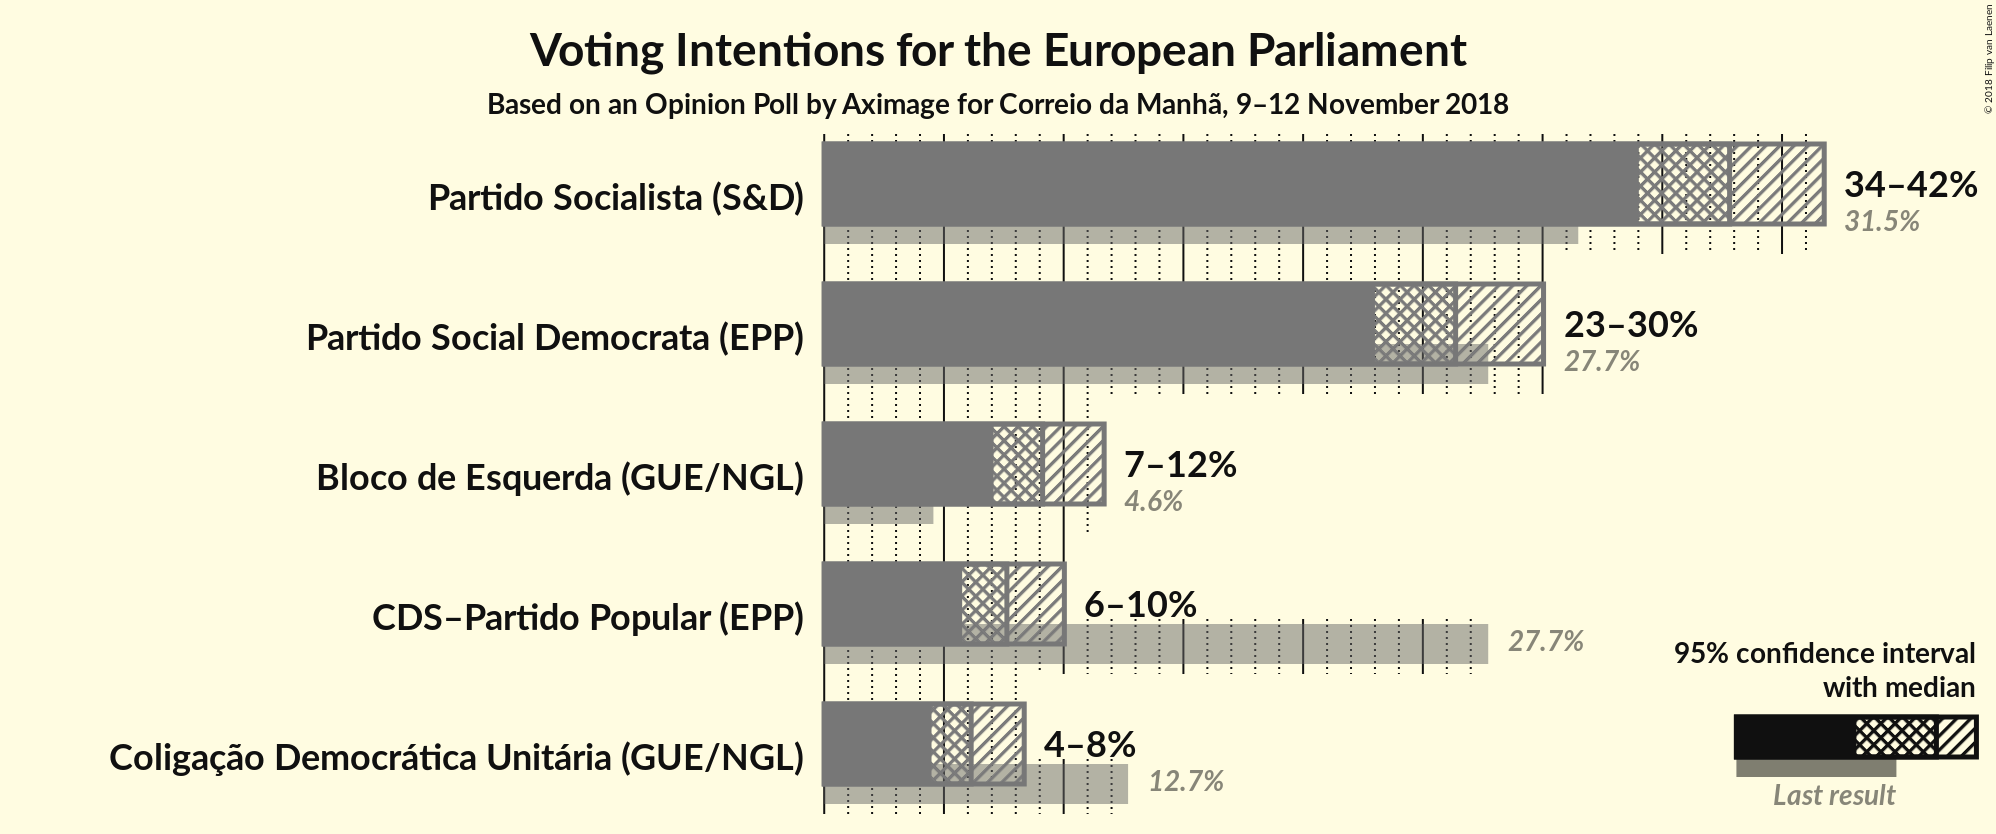 Voting Intentions for the European Parliament
Based on an Opinion Poll by Aximage for Correio da Manhã, 9–12 November 2018
© 2018 Filip van Laenen
Partido Socialista (S&D)
34–42%
31.5%
Partido Social Democrata (EPP)
23–30%
27.7%
Bloco de Esquerda (GUE/NGL)
7–12%
4.6%
CDS–Partido Popular (EPP)
6–10%
27.7%
Coligação Democrática Unitária (GUE/NGL)
4–8%
12.7%
95% confidence interval
with median
Last result